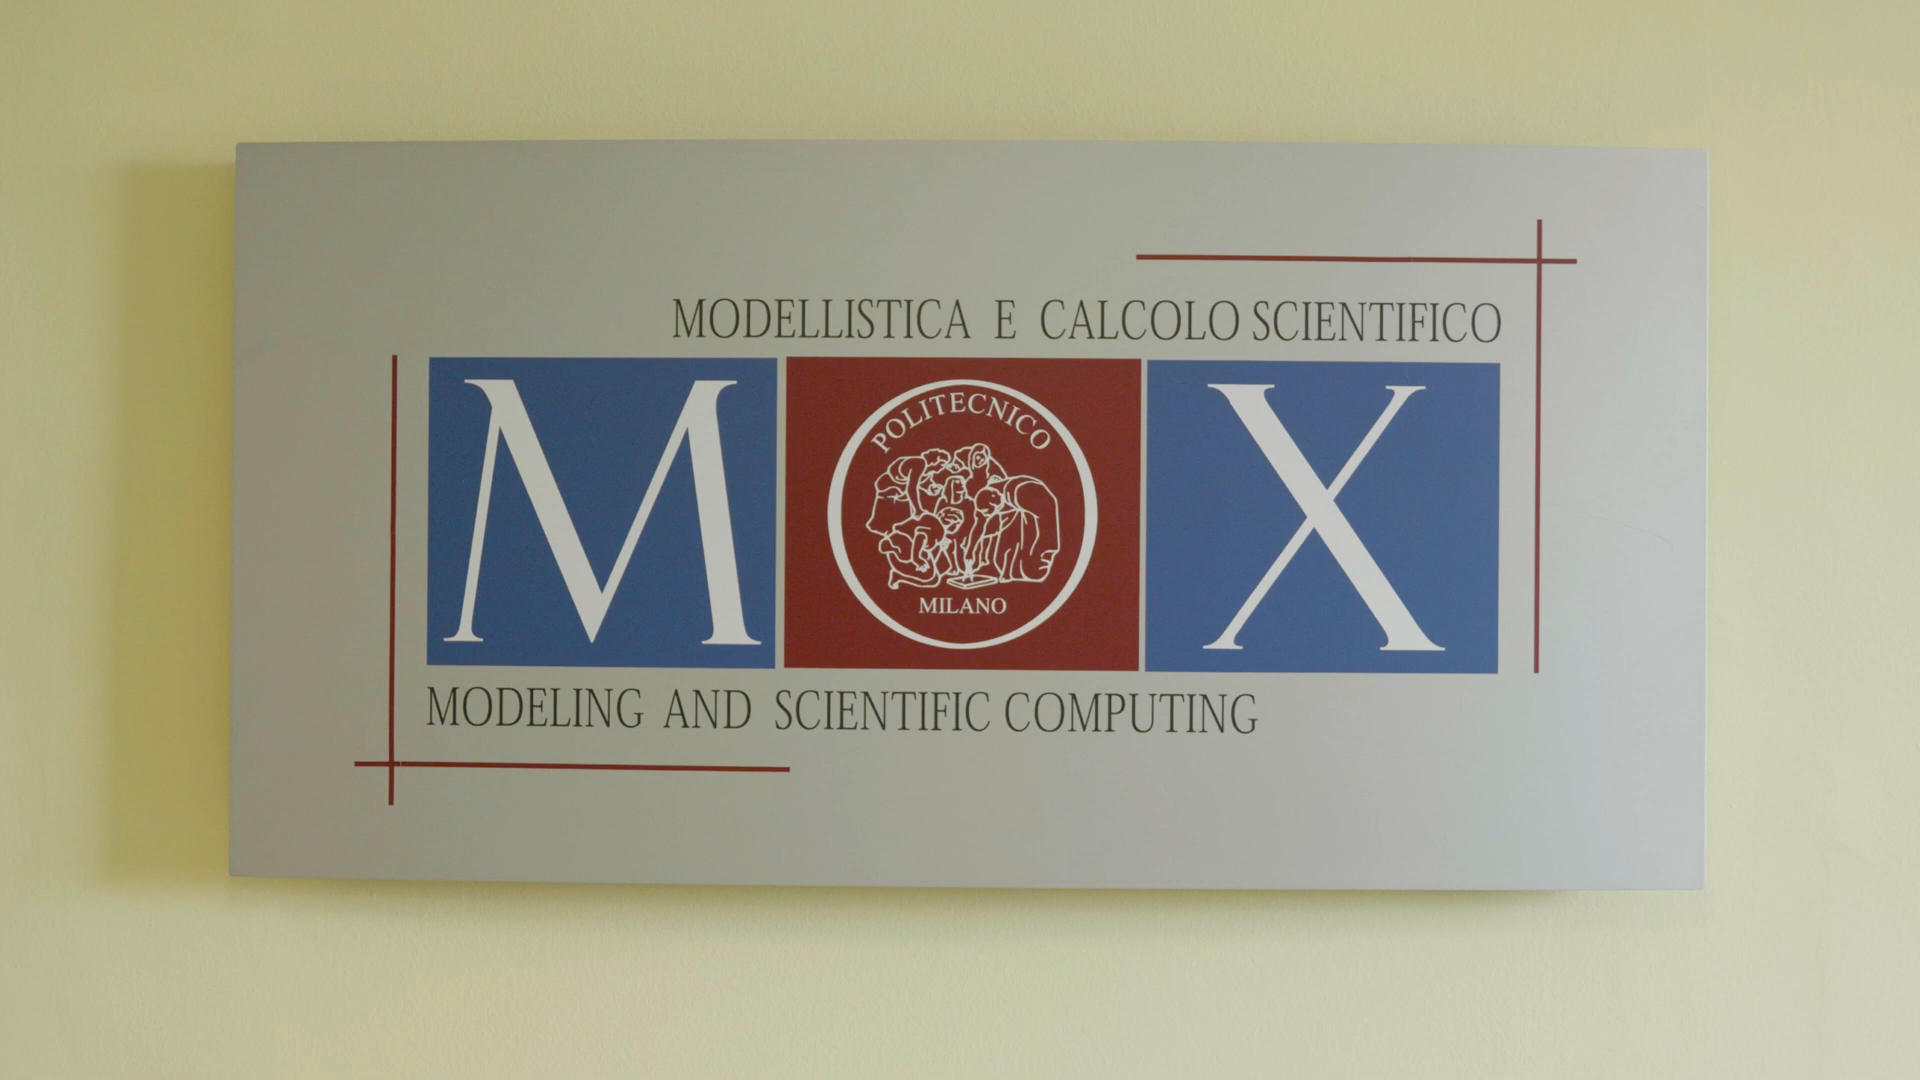 MODELLISTICA E CALCOLO SCIENTIFICO
M
POLITECNICO
MILANO
X
MODELING AND SCIENTIFIC COMPUTING